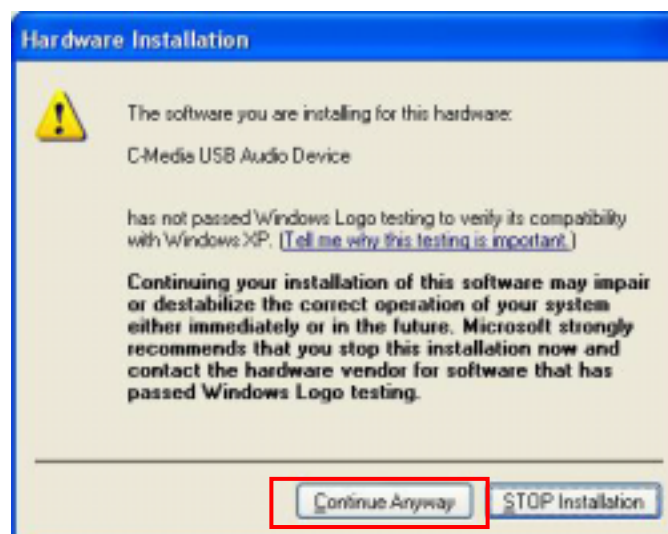 Hardware Installation
The software you are installing for this hardware:
C-Media USB Audio Device
has not passed Windows Logo testing to verify its compatibility
with Windows XP. (Tell me why this testing is important.)
Continuing your installation of this software may impair
or destabilize the correct operation of your system
either immediately or in the future. Microsoft strongly
recommends that you stop this installation now and
contact the hardware vendor for software that has
passed Windows Logo testing.
Continue Anyway STOP Installation